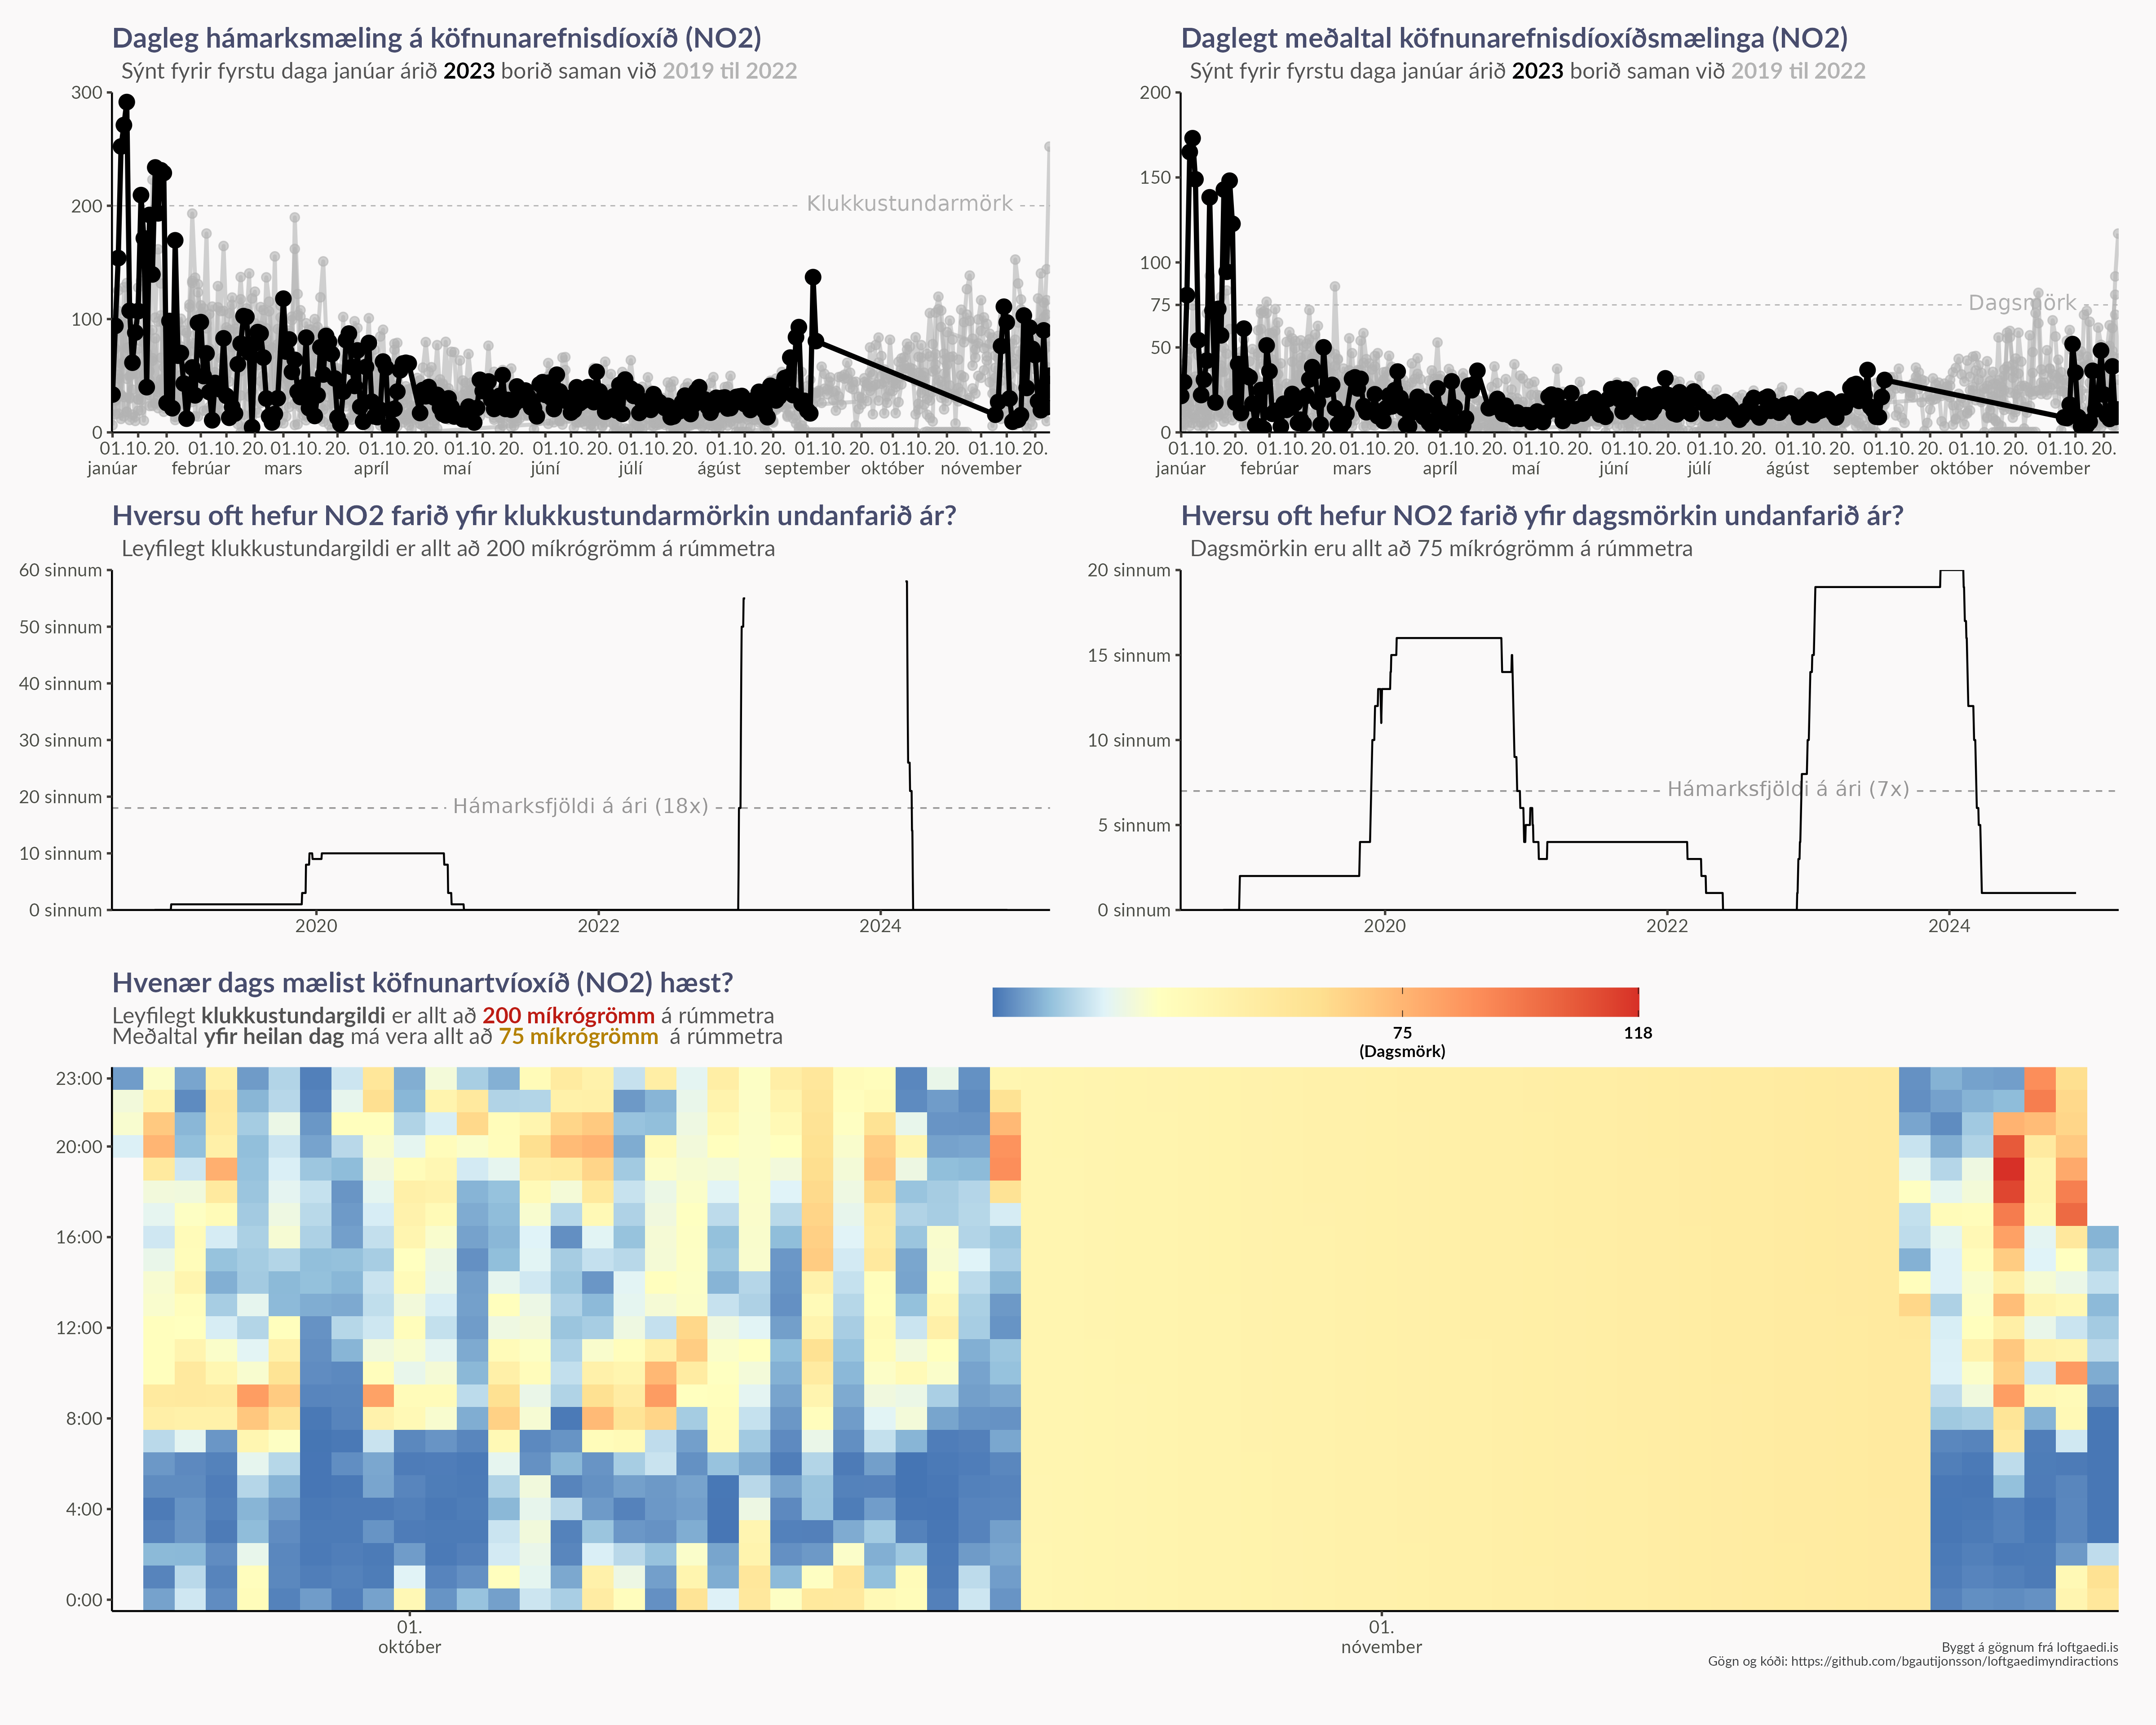 Dagleg hámarksmæling á köfnunarefnisdíoxíð (NO2)
Sýnt fyrir fyrstu daga janúar árið 2023 borið saman við 2019 til 2022
300
200
100
0
Klukkustundarmörk
01. 10. 20. 01. 10. 20. 01. 10. 20. 01. 10. 20. 01. 10. 20. 01. 10. 20. 01. 10. 20. 01. 10. 20. 01. 10. 20. 01. 10. 20. 01. 10. 20.
janúar febrúar mars apríl maí júní júlí ágúst september október nóvember
Daglegt meðaltal köfnunarefnisdíoxíðsmælinga (NO2)
Sýnt fyrir fyrstu daga janúar árið 2023 borið saman við 2019 til 2022
200
150
100
75
50
0
Dagsmörk
01. 10. 20. 01. 10. 20. 01. 10. 20. 01. 10. 20. 01. 10. 20. 01. 10. 20. 01. 10. 20. 01. 10. 20. 01. 10. 20. 01. 10. 20. 01. 10. 20.
janúar febrúar mars apríl maí júní júlí ágúst september október nóvember
Hversu oft hefur NO2 farið yfir klukkustundarmörkin undanfarið ár?
Leyfilegt klukkustundargildi er allt að 200 míkrógrömm á rúmmetra
60 sinnum
50 sinnum
40 sinnum
30 sinnum
20 sinnum
10 sinnum
0 sinnum
Hámarksfjöldi á ári (18x)
2020 2022 2024
Hversu oft hefur NO2 farið yfir dagsmörkin undanfarið ár?
Dagsmörkin eru allt að 75 míkrógrömm á rúmmetra
20 sinnum
15 sinnum
10 sinnum
5 sinnum
0 sinnum
Hámarksfjöldi á ári (7x)
2020 2022 2024
Hvenær dags mælist köfnunartvíoxíð (NO2) hæst?
Leyfilegt klukkustundargildi er allt að 200 míkrógrömm á rúmmetra
Meðaltal yfir heilan dag má vera allt að 75 míkrógrömm á rúmmetra
75 118
(Dagsmörk)
23:00
20:00
16:00
12:00
8:00
4:00
0:00
01. 01.
október nóvember
Byggt á gögnum frá loftgaedi.is
Gögn og kóði: https://github.com/bgautijonsson/loftgaedimyndiractions